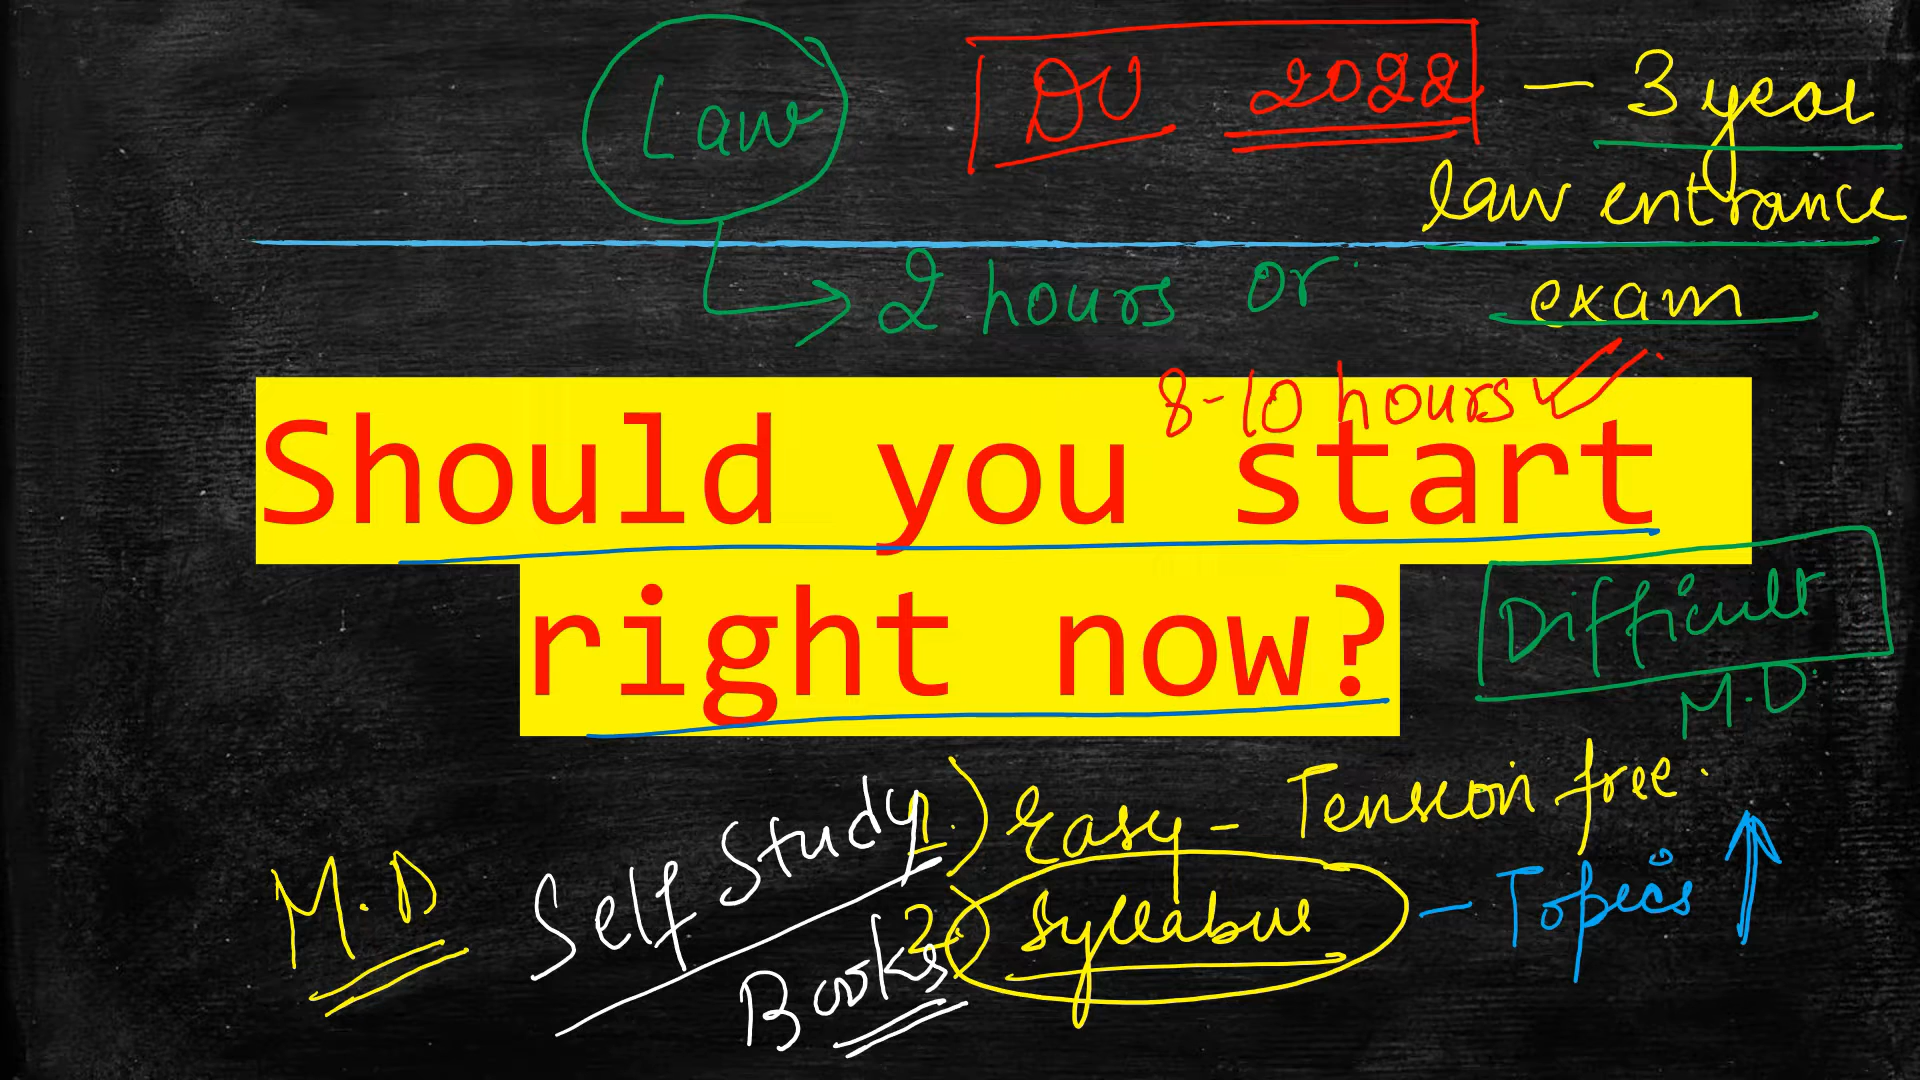 Law DU 2022 - 3 year
law entrance
2 hours or exam
8-10 hours
Should you start
right now?
Difficult
M.D.
1.) Easy - Tension free.
M.D Self Study
2.) Syllabus - Topics
Books